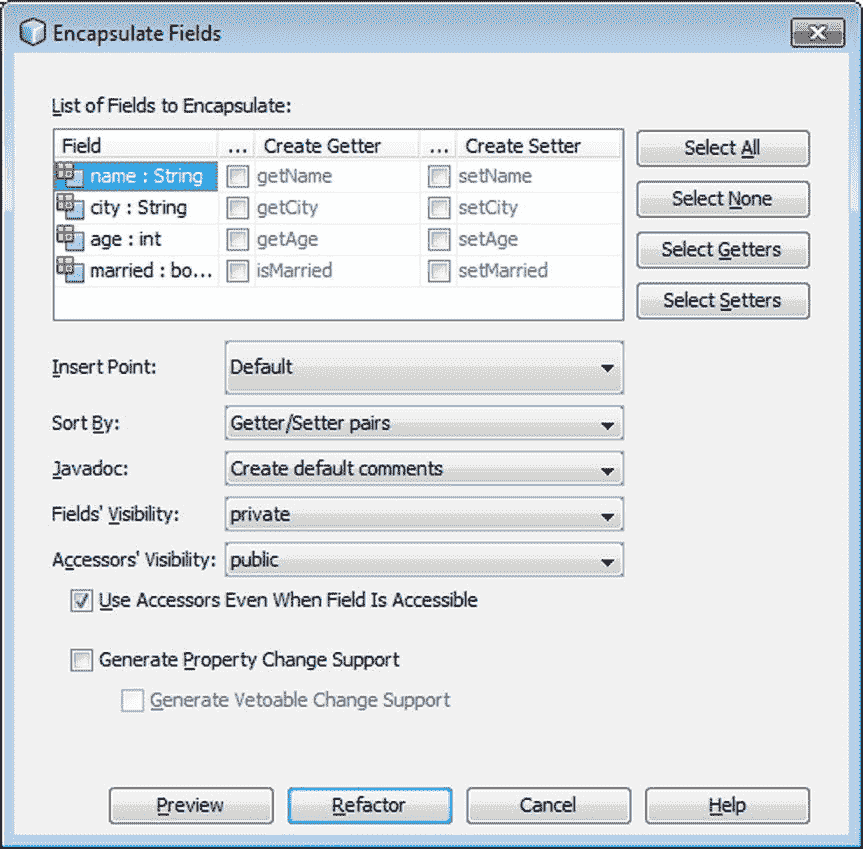 Encapsulate Fields
List of Fields to Encapsulate:
Field ... Create Getter ... Create Setter
name : String getName setName
city : String getCity setCity
age : int getAge setAge
married : bo... isMarried setMarried
Select All
Select None
Select Getters
Select Setters
Insert Point: Default
Sort By: Getter/Setter pairs
Javadoc: Create default comments
Fields' Visibility: private
Accessors' Visibility: public
Use Accessors Even When Field Is Accessible
Generate Property Change Support
Generate Vetoable Change Support
Preview Refactor Cancel Help